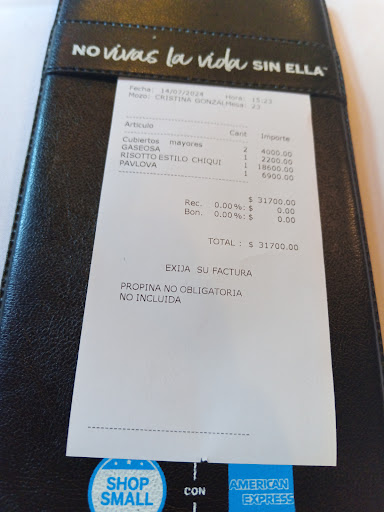 NO vivas la vida SIN ELLA™
Fecha: 14/07/2024 Hora: 15:23
Mozo: CRISTINA GONZAL Mesa: 23
Artículo Cant Importe
Cubiertos mayores 2 4000.00
GASEOSA 1 2200.00
RISOTTO ESTILO CHIQUI 1 18600.00
PAVLOVA 1 6900.00
$ 31700.00
Rec. 0.00 %: $ 0.00
Bon. 0.00 %: $ 0.00
TOTAL : $ 31700.00
EXIJA SU FACTURA
PROPINA NO OBLIGATORIA
NO INCLUIDA
SHOP
SMALL
CON
AMERICAN
EXPRESS